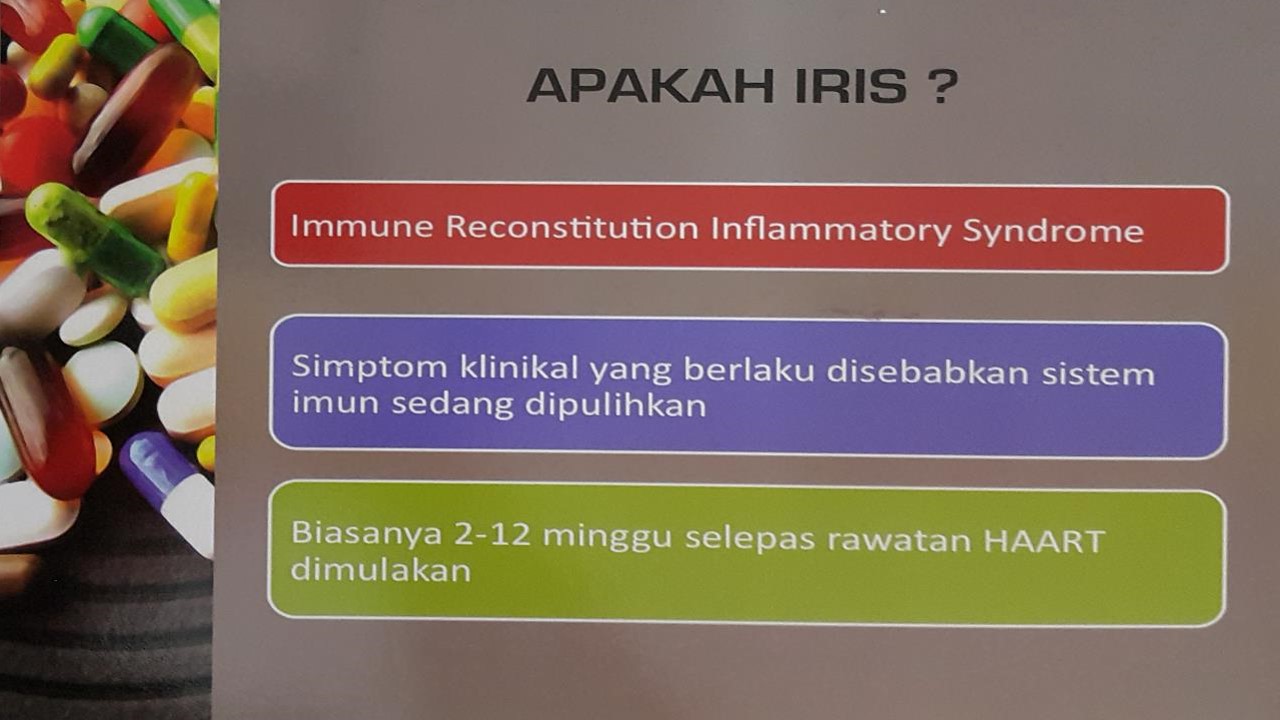 APAKAH IRIS ?
Immune Reconstitution Inflammatory Syndrome
Simptom klinikal yang berlaku disebabkan sistem
imun sedang dipulihkan
Biasanya 2-12 minggu selepas rawatan HAART
dimulakan